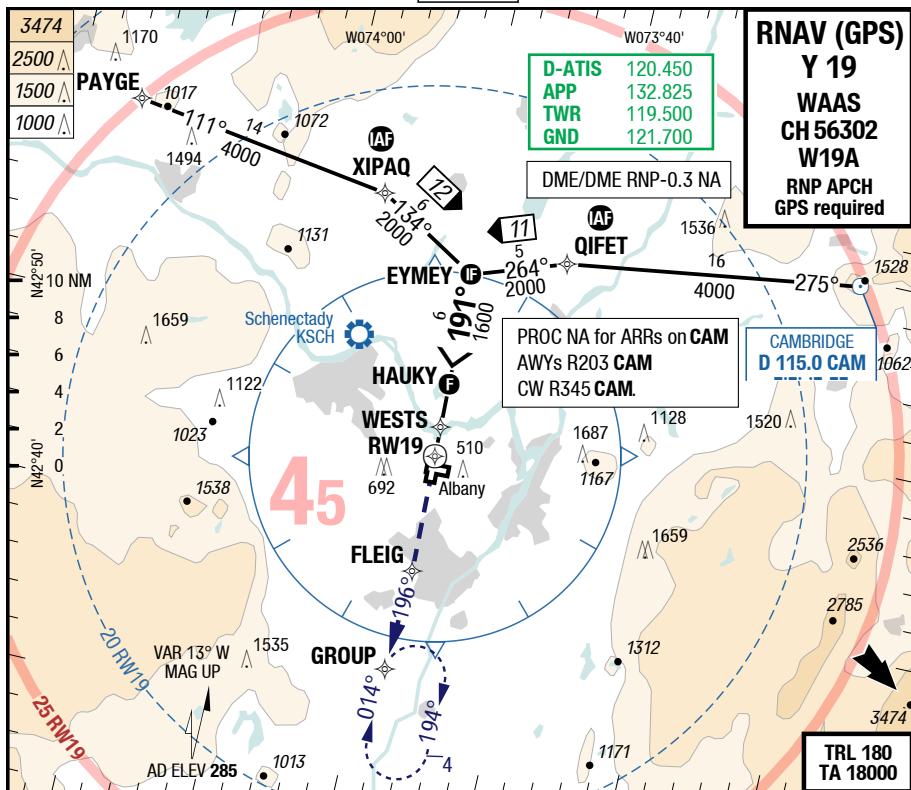 3474
2500
1500
1000
1170
W074°00'
W073°40'
RNAV (GPS)
Y 19
WAAS
CH 56302
W19A
RNP APCH
GPS required
D-ATIS 120.450
APP 132.825
TWR 119.500
GND 121.700
PAYGE
1017
111°
14
4000
1072
1494
IAF
XIPAQ
12
6
134°
2000
DME/DME RNP-0.3 NA
11
IAF
QIFET
1536
1131
EYMEY
IF
5
264°
2000
16
4000
275°
1528
N42°50'
10 NM
8
6
4
2
0
N42°40'
191°
6
1600
Schenectady
KSCH
1659
PROC NA for ARRs on CAM
AWYs R203 CAM
CW R345 CAM.
CAMBRIDGE
D 115.0 CAM
1062
HAUKY
F
1122
1023
WESTS
RW19
510
692
Albany
1687
1167
1128
1520
1538
45
FLEIG
1659
2536
2785
196°
20 RW19
25 RW19
VAR 13° W
MAG UP
1535
GROUP
014°
194°
4
1312
3474
AD ELEV 285
1013
1171
TRL 180
TA 18000